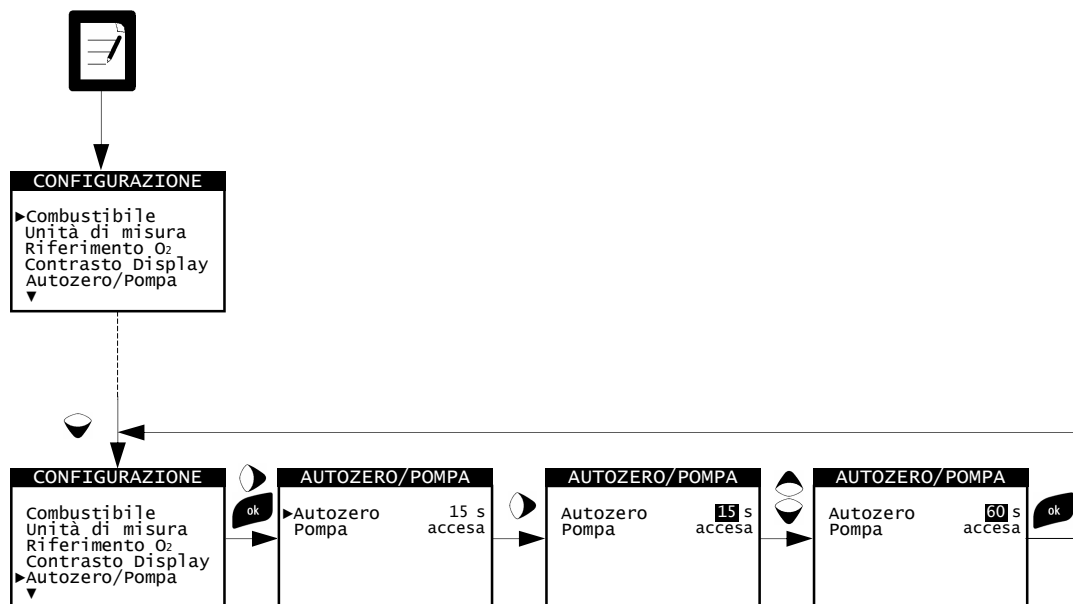 CONFIGURAZIONE
►Combustibile
Unità di misura
Riferimento O₂
Contrasto Display
Autozero/Pompa
▼
CONFIGURAZIONE
Combustibile
Unità di misura
Riferimento O₂
Contrasto Display
►Autozero/Pompa
▼
ok
AUTOZERO/POMPA
►Autozero 15 s
Pompa accesa
AUTOZERO/POMPA
Autozero 15 s
Pompa accesa
AUTOZERO/POMPA
Autozero 60 s
Pompa accesa
ok